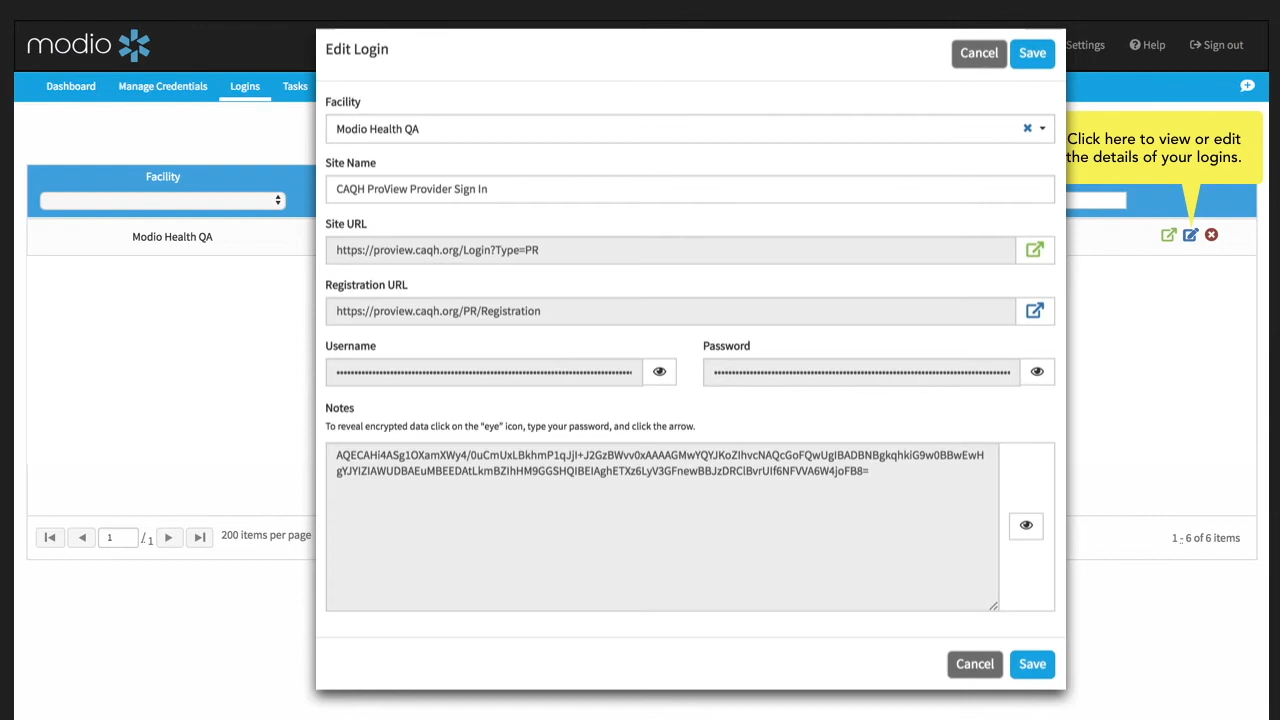 modio
Settings
Help
Sign out
Dashboard
Manage Credentials
Logins
Tasks
Edit Login
Cancel
Save
Facility
Modio Health QA
Site Name
CAQH ProView Provider Sign In
Site URL
https://proview.caqh.org/Login?Type=PR
Registration URL
https://proview.caqh.org/PR/Registration
Username
Password
Notes
To reveal encrypted data click on the "eye" icon, type your password, and click the arrow.
AQECAHi4ASg1OXamXWy4/0uCmUxLBkhmP1qJjI+J2GzBWvv0xAAAAGMwYQYJKoZIhvcNAQcGoFQwUgIBADBNBgkqhkiG9w0BBwEwH
gYJYIZIAWUDBAEuMBEEDAtLkmBZIhHM9GGSHQIBEIAghETXz6LyV3GFnewBBJzDRClBvrUIf6NFVVA6W4joFB8=
Cancel
Save
Facility
Modio Health QA
Click here to view or edit
the details of your logins.
1
/ 1
200 items per page
1 - 6 of 6 items